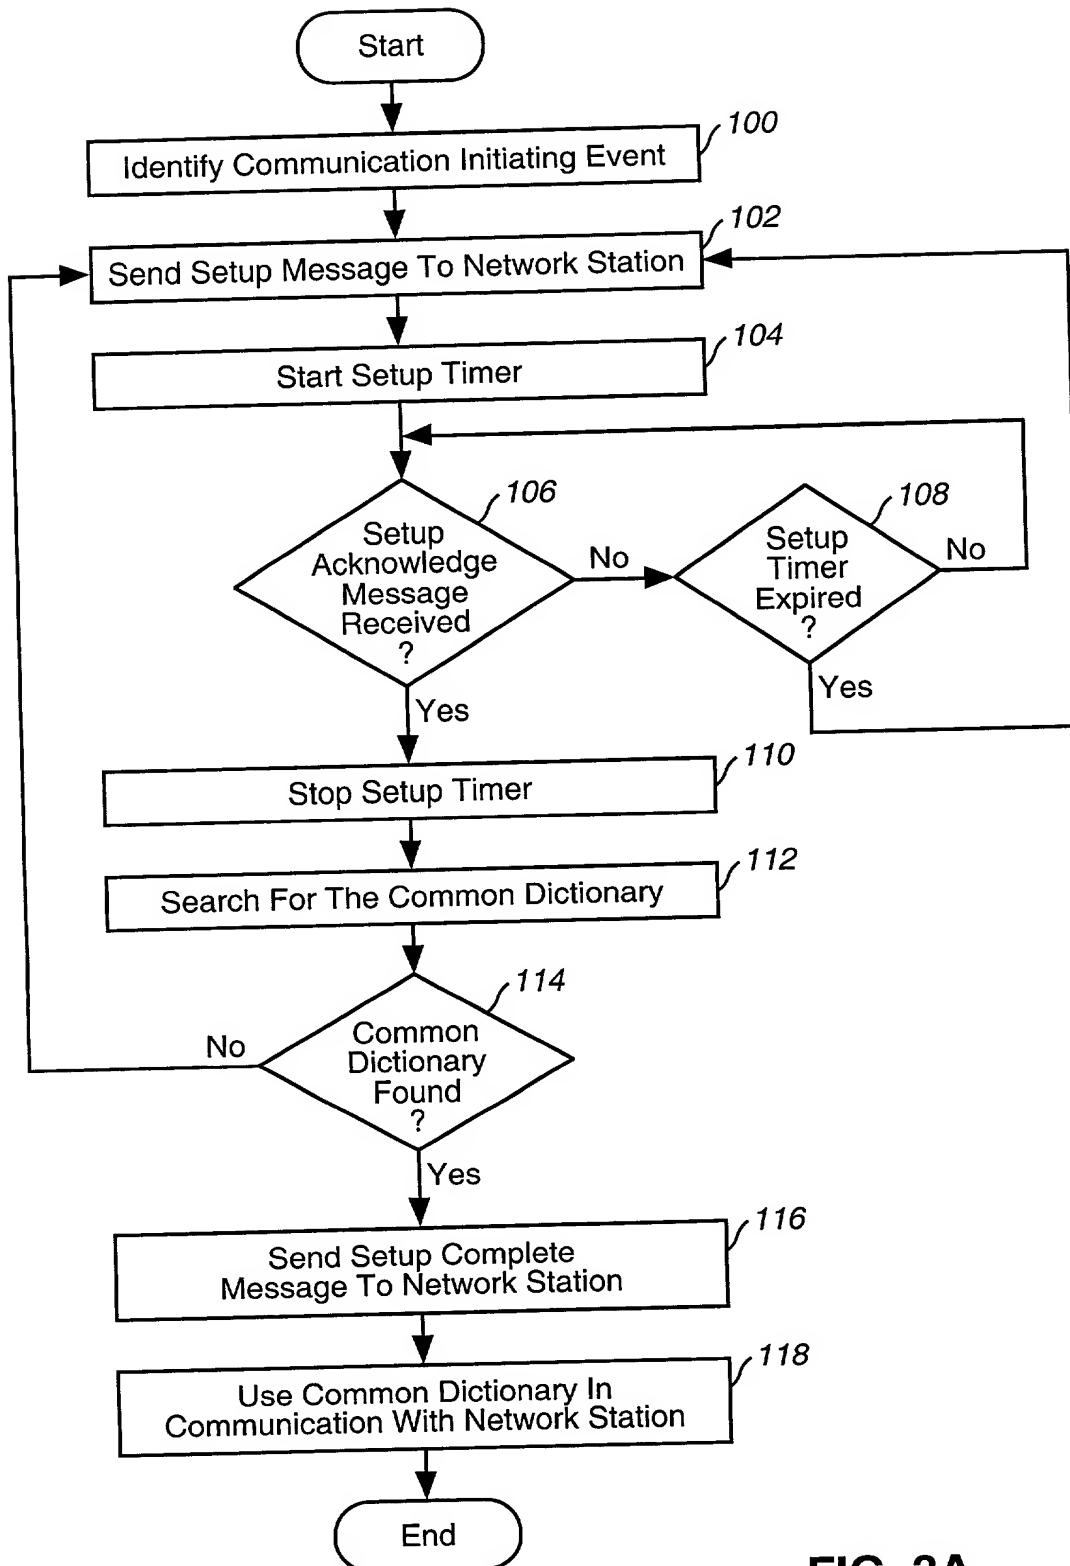 Start
100
Identify Communication Initiating Event
102
Send Setup Message To Network Station
104
Start Setup Timer
106
Setup
Acknowledge
Message
Received
?
No
108
Setup
Timer
Expired
?
No
Yes
Yes
110
Stop Setup Timer
112
Search For The Common Dictionary
114
Common
Dictionary
Found
?
No
Yes
116
Send Setup Complete
Message To Network Station
118
Use Common Dictionary In
Communication With Network Station
End